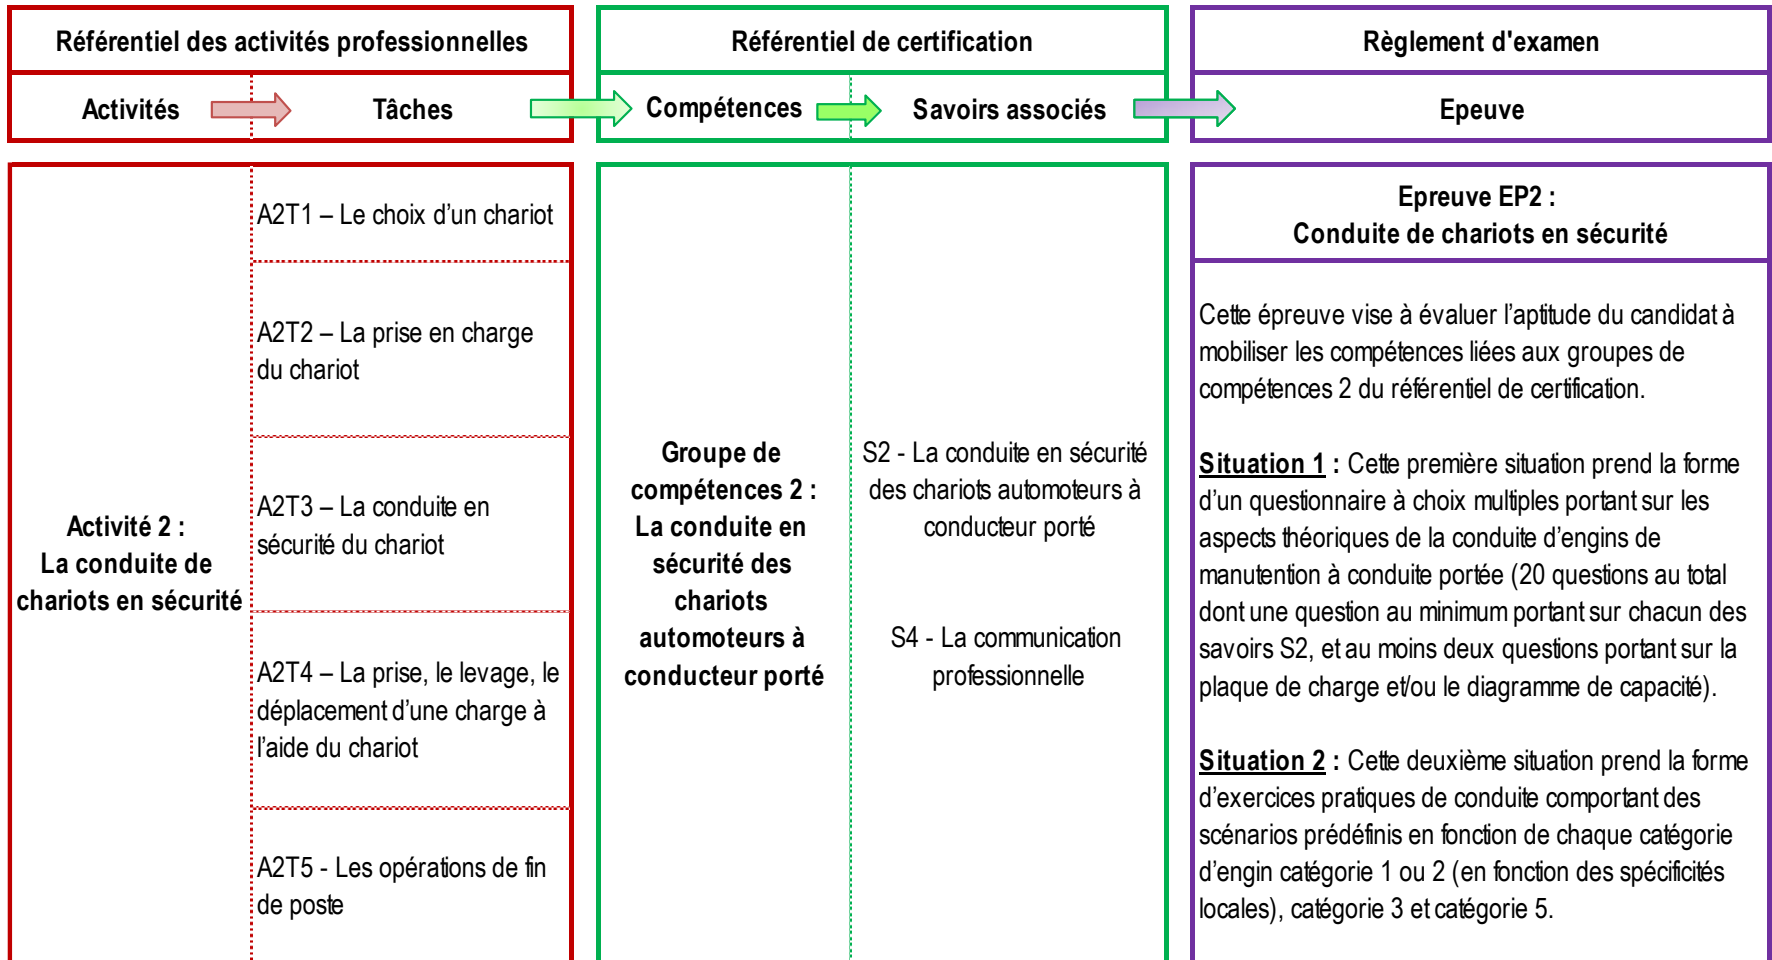 Référentiel des activités professionnelles
Référentiel de certification
Règlement d'examen
Activités
Tâches
Compétences
Savoirs associés
Epeuve
Activité 2 :
La conduite de
chariots en sécurité
A2T1 – Le choix d’un chariot
A2T2 – La prise en charge
du chariot
A2T3 – La conduite en
sécurité du chariot
A2T4 – La prise, le levage, le
déplacement d’une charge à
l’aide du chariot
A2T5 - Les opérations de fin
de poste
Groupe de
compétences 2 :
La conduite en
sécurité des
chariots
automoteurs à
conducteur porté
S2 - La conduite en sécurité
des chariots automoteurs à
conducteur porté
S4 - La communication
professionnelle
Epreuve EP2 :
Conduite de chariots en sécurité
Cette épreuve vise à évaluer l’aptitude du candidat à
mobiliser les compétences liées aux groupes de
compétences 2 du référentiel de certification.
Situation 1 : Cette première situation prend la forme
d’un questionnaire à choix multiples portant sur les
aspects théoriques de la conduite d’engins de
manutention à conduite portée (20 questions au total
dont une question au minimum portant sur chacun des
savoirs S2, et au moins deux questions portant sur la
plaque de charge et/ou le diagramme de capacité).
Situation 2 : Cette deuxième situation prend la forme
d’exercices pratiques de conduite comportant des
scénarios prédéfinis en fonction de chaque catégorie
d’engin catégorie 1 ou 2 (en fonction des spécificités
locales), catégorie 3 et catégorie 5.